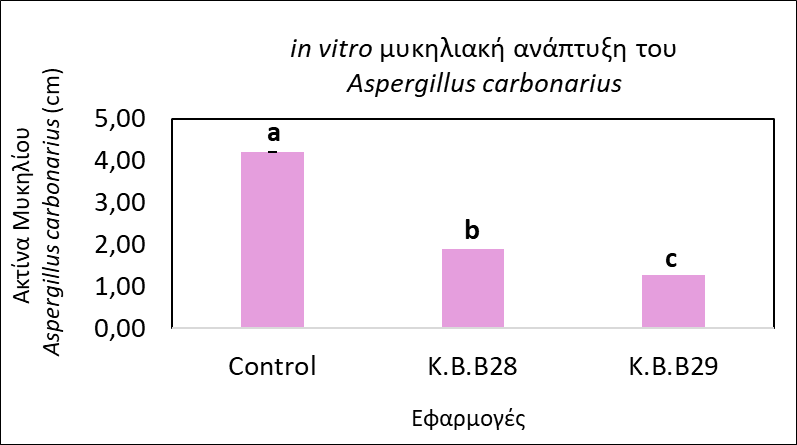 in vitro μυκηλιακή ανάπτυξη του
Aspergillus carbonarius
Ακτίνα Μυκηλίου
Aspergillus carbonarius (cm)
5,00
4,00
3,00
2,00
1,00
0,00
a
b
c
Control
K.B.B28
K.B.B29
Εφαρμογές